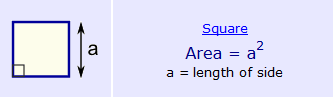 a
Square
Area = a²
a = length of side